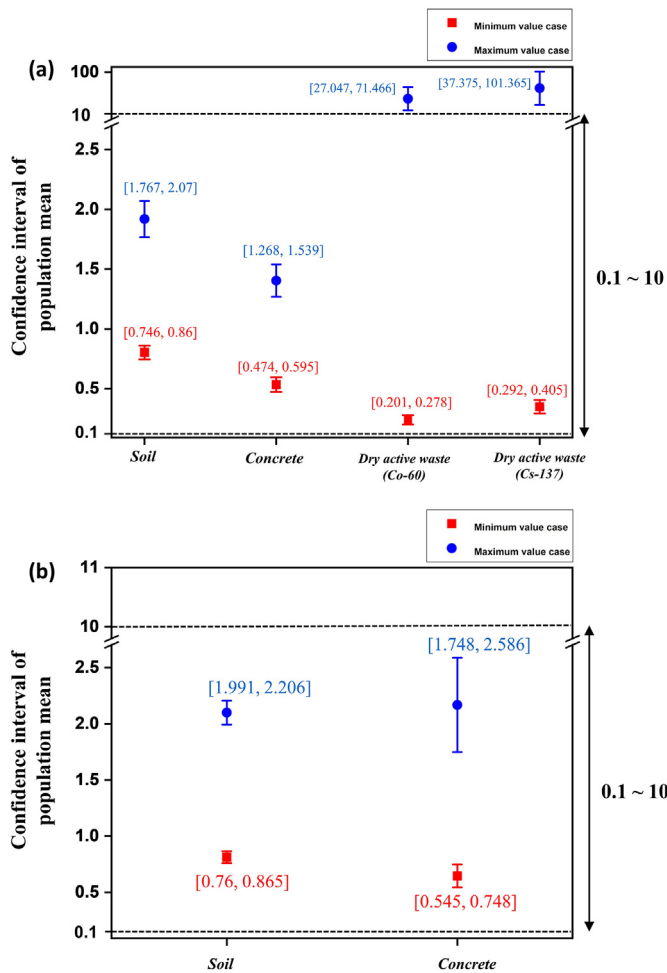 Minimum value case
Maximum value case
(a)
100
[27.047, 71.466]
[37.375, 101.365]
10
2.5
[1.767, 2.07]
2.0
[1.268, 1.539]
1.5
0.1 ~ 10
1.0
[0.746, 0.86]
[0.474, 0.595]
0.5
[0.201, 0.278]
[0.292, 0.405]
0.1
Confidence interval of
population mean
Soil
Concrete
Dry active waste
(Co-60)
Dry active waste
(Cs-137)
Minimum value case
Maximum value case
(b)
11
10
[1.748, 2.586]
2.5
[1.991, 2.206]
2.0
1.5
0.1 ~ 10
1.0
[0.76, 0.865]
0.5
[0.545, 0.748]
0.1
Confidence interval of
population mean
Soil
Concrete